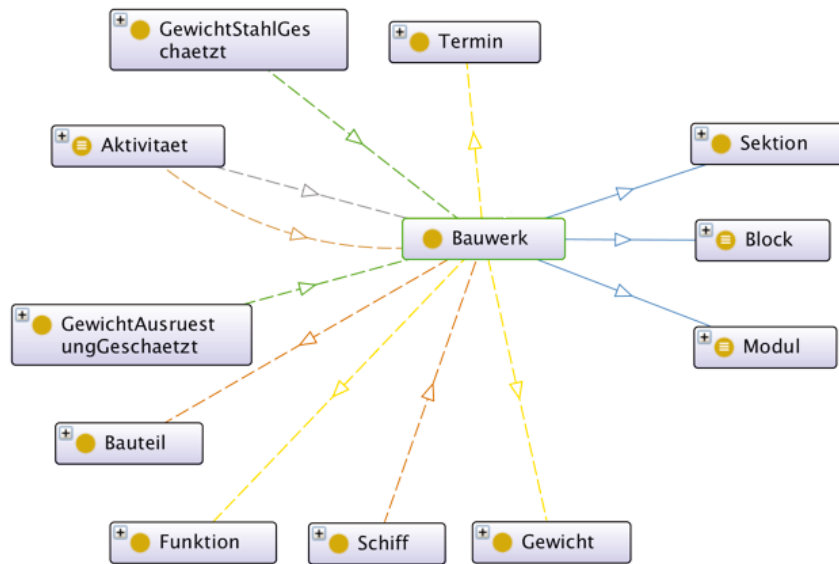 GewichtStahlGes
chaetzt
Termin
Aktivitaet
Sektion
Bauwerk
Block
GewichtAusruest
ungGeschaetzt
Modul
Bauteil
Funktion
Schiff
Gewicht